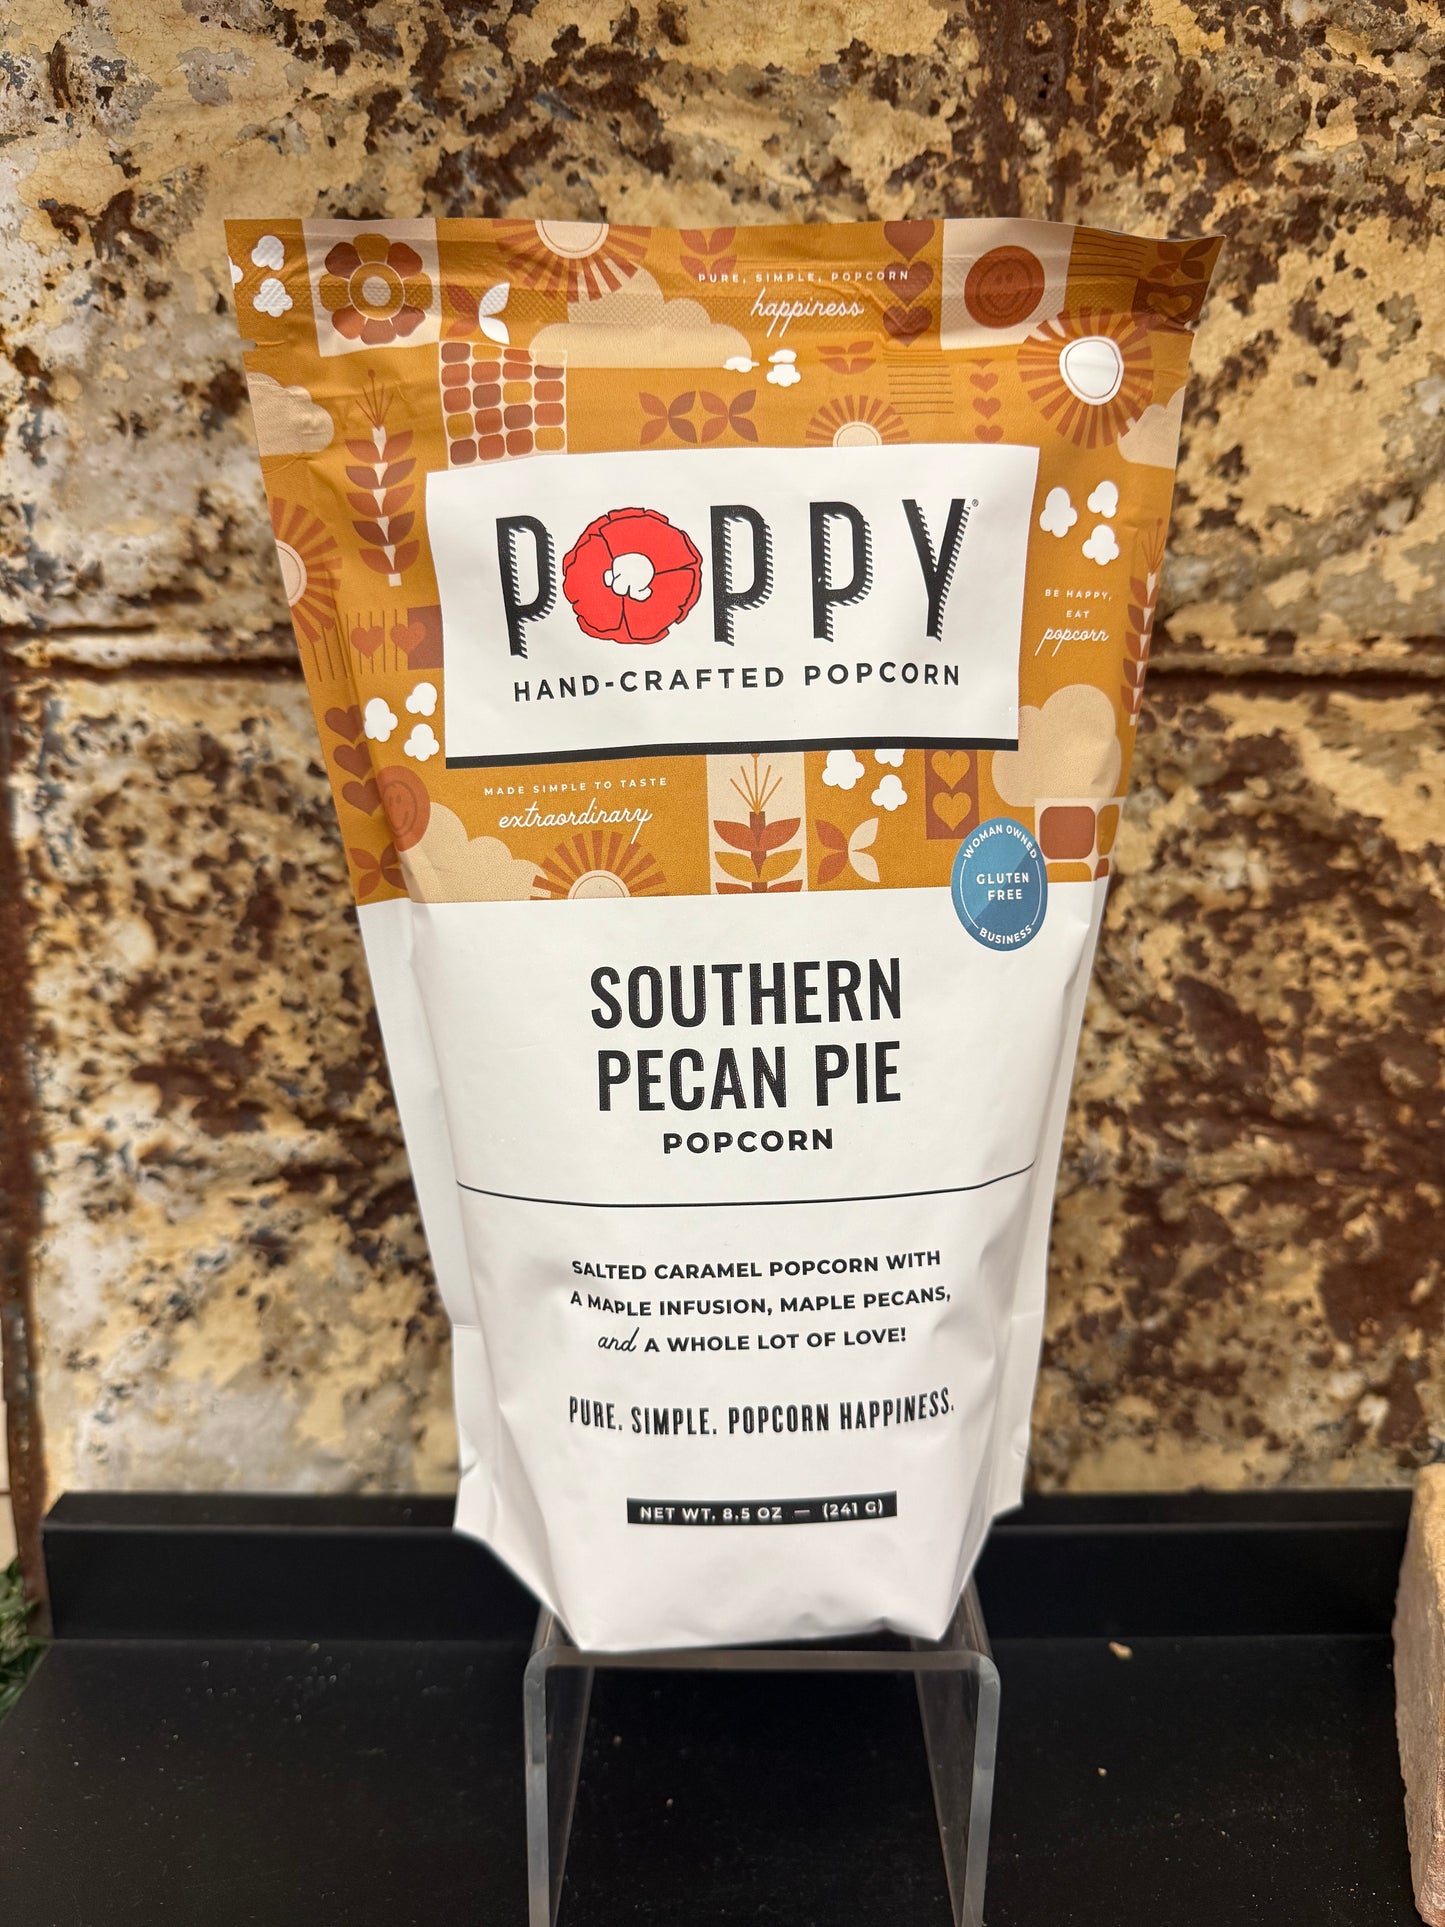 PURE, SIMPLE, POPCORN
happiness
POPPY®
HAND-CRAFTED POPCORN
BE HAPPY,
EAT
popcorn
MADE SIMPLE TO TASTE
extraordinary
WOMAN OWNED
GLUTEN
FREE
BUSINESS
SOUTHERN
PECAN PIE
POPCORN
SALTED CARAMEL POPCORN WITH
A MAPLE INFUSION, MAPLE PECANS,
and A WHOLE LOT OF LOVE!
PURE. SIMPLE. POPCORN HAPPINESS.
NET WT. 8.5 OZ — (241 G)